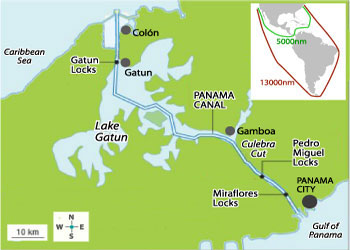 Caribbean
Sea
Colón
Gatun
Locks
Gatun
5000nm
13000nm
PANAMA
CANAL
Lake
Gatun
Gamboa
Culebra
Cut
Pedro
Miguel
Locks
PANAMA
CITY
Miraflores
Locks
N
W E
S
10 km
Gulf of
Panama